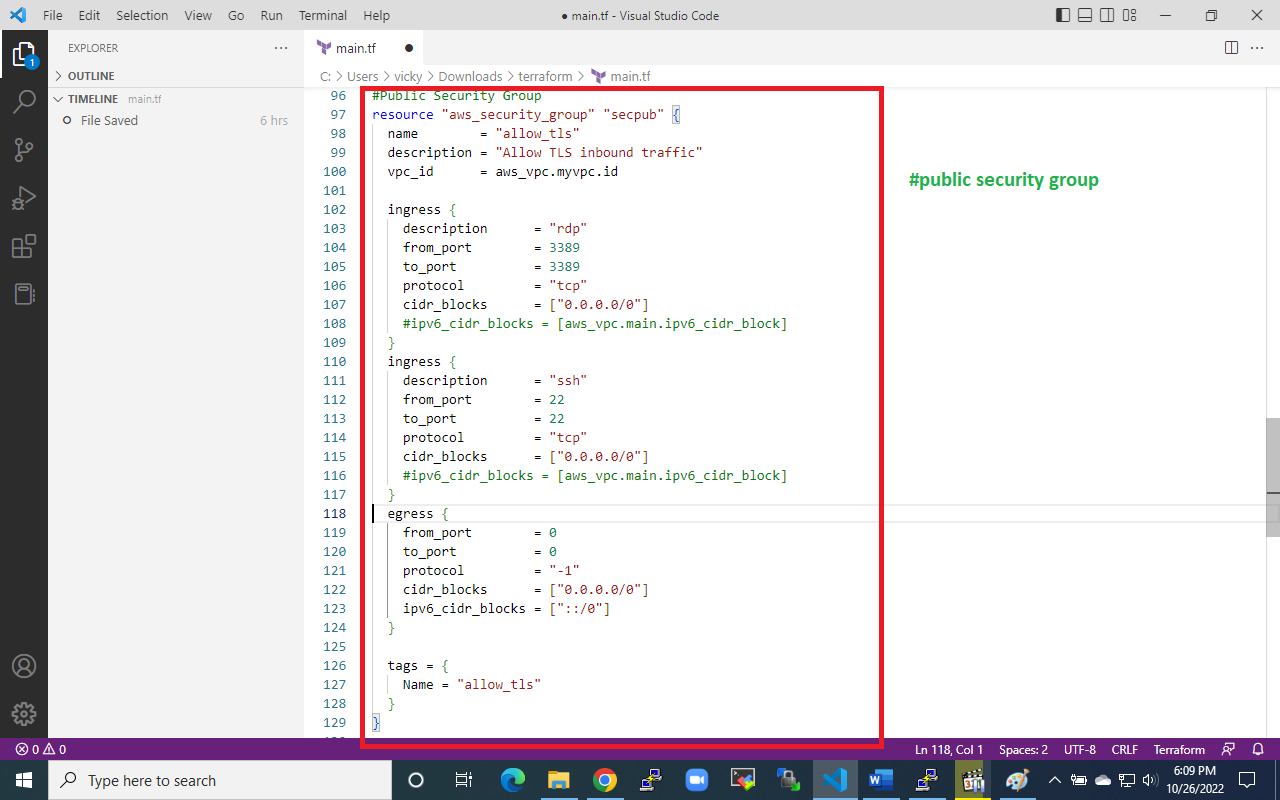 File Edit Selection View Go Run Terminal Help
● main.tf - Visual Studio Code
EXPLORER
OUTLINE
TIMELINE main.tf
File Saved 6 hrs
1
main.tf
C: > Users > vicky > Downloads > terraform > main.tf
96 #Public Security Group
97 resource "aws_security_group" "secpub" {
98 name = "allow_tls"
99 description = "Allow TLS inbound traffic"
100 vpc_id = aws_vpc.myvpc.id
101
102 ingress {
103 description = "rdp"
104 from_port = 3389
105 to_port = 3389
106 protocol = "tcp"
107 cidr_blocks = ["0.0.0.0/0"]
108 #ipv6_cidr_blocks = [aws_vpc.main.ipv6_cidr_block]
109 }
110 ingress {
111 description = "ssh"
112 from_port = 22
113 to_port = 22
114 protocol = "tcp"
115 cidr_blocks = ["0.0.0.0/0"]
116 #ipv6_cidr_blocks = [aws_vpc.main.ipv6_cidr_block]
117 }
118 egress {
119 from_port = 0
120 to_port = 0
121 protocol = "-1"
122 cidr_blocks = ["0.0.0.0/0"]
123 ipv6_cidr_blocks = ["::/0"]
124 }
125
126 tags = {
127 Name = "allow_tls"
128 }
129 }
#public security group
0 0
Ln 118, Col 1 Spaces: 2 UTF-8 CRLF Terraform
Type here to search
6:09 PM
10/26/2022